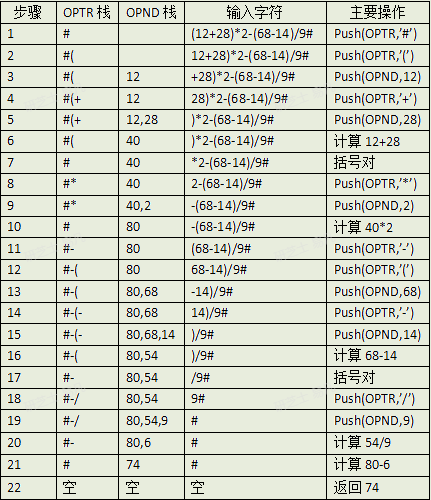 步骤 OPTR 栈 OPND 栈 输入字符 主要操作
1 # (12+28)*2-(68-14)/9# Push(OPTR,'#')
2 #( 12+28)*2-(68-14)/9# Push(OPTR,'(')
3 #( 12 +28)*2-(68-14)/9# Push(OPND,12)
4 #(+ 12 28)*2-(68-14)/9# Push(OPTR,'+')
5 #(+ 12,28 )*2-(68-14)/9# Push(OPND,28)
6 #( 40 )*2-(68-14)/9# 计算 12+28
7 # 40 *2-(68-14)/9# 括号对
8 #* 40 2-(68-14)/9# Push(OPTR,'*')
9 #* 40,2 -(68-14)/9# Push(OPND,2)
10 # 80 -(68-14)/9# 计算 40*2
11 #- 80 (68-14)/9# Push(OPTR,'-')
12 #-( 80 68-14)/9# Push(OPTR,'(')
13 #-( 80,68 -14)/9# Push(OPND,68)
14 #-(- 80,68 14)/9# Push(OPTR,'-')
15 #-(- 80,68,14 )/9# Push(OPND,14)
16 #-( 80,54 )/9# 计算 68-14
17 #- 80,54 /9# 括号对
18 #-/ 80,54 9# Push(OPTR,'/')
19 #-/ 80,54,9 # Push(OPND,9)
20 #- 80,6 # 计算 54/9
21 # 74 # 计算 80-6
22 空 空 空 返回 74